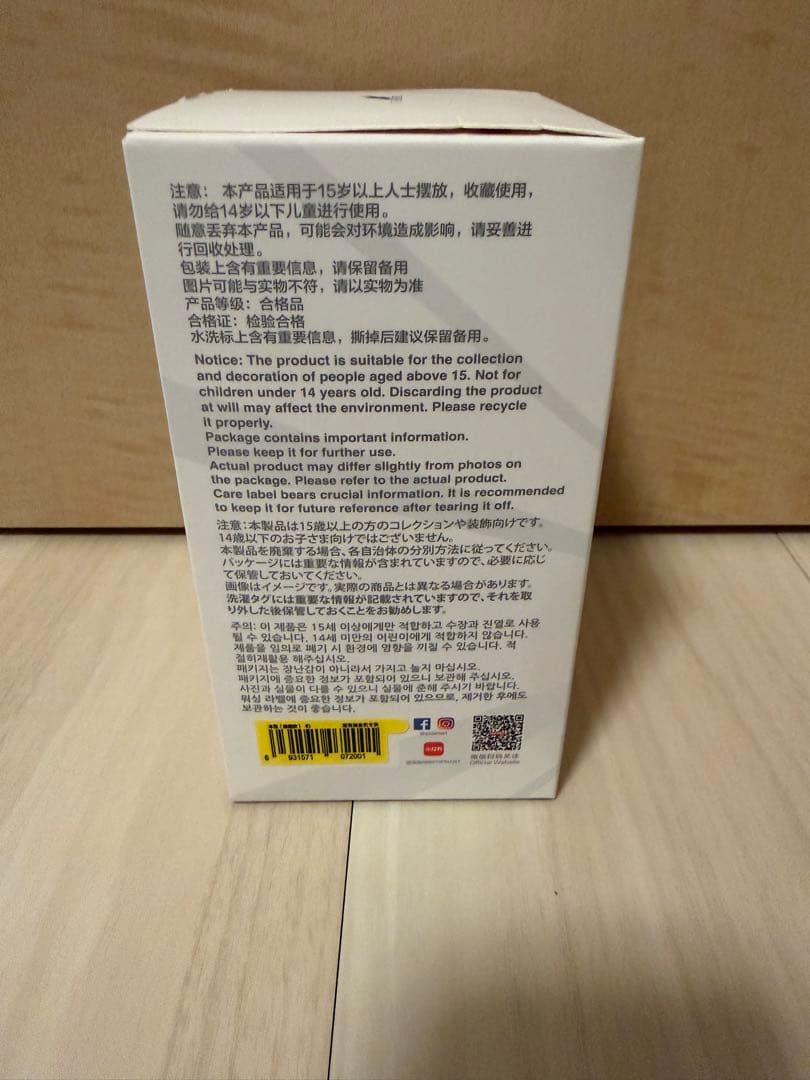 注意：本产品适用于15岁以上人士摆放，收藏使用，
请勿给14岁以下儿童进行使用。
随意丢弃本产品，可能会对环境造成影响，请妥善进
行回收处理。
包装上含有重要信息，请保留备用
图片可能与实物不符，请以实物为准
产品等级：合格品
合格证：检验合格
水洗标上含有重要信息，撕掉后建议保留备用。
Notice: The product is suitable for the collection
and decoration of people aged above 15. Not for
children under 14 years old. Discarding the product
at will may affect the environment. Please recycle
it properly.
Package contains important information.
Please keep it for further use.
Actual product may differ slightly from photos on
the package. Please refer to the actual product.
Care label bears crucial information. It is recommended
to keep it for future reference after tearing it off.
注意：本製品は15歳以上の方のコレクションや装飾向けです。
14歳以下のお子さま向けではございません。
本製品を廃棄する場合、各自治体の分別方法に従ってください。
パッケージには重要な情報が含まれていますので、必要に応じ
て保管しておいてください。
画像はイメージです。実際の商品とは異なる場合があります。
洗濯タグには重要な情報が記載されていますので、それを取
り外した後保管しておくことをお勧めします。
주의: 이 제품은 15세 이상에게만 적합하고 수장과 진열로 사용
될 수 있습니다. 14세 미만의 어린이에게 적합하지 않습니다.
제품을 임의로 폐기 시 환경에 영향을 끼칠 수 있습니다. 적
절히재활용 해주십시오.
패키지는 장난감이 아니라서 가지고 놀지 마십시오.
패키지에 중요한 정보가 포함되어 있으니 보관해 주십시오.
사진과 실물이 다를 수 있으니 실물에 준해 주시기 바랍니다.
워싱 라벨에 중요한 정보가 포함되어 있으므로, 제거한 후에도
보관하는 것이 좋습니다.
6 931571 072001
小红书
微信扫码关注
Official Website